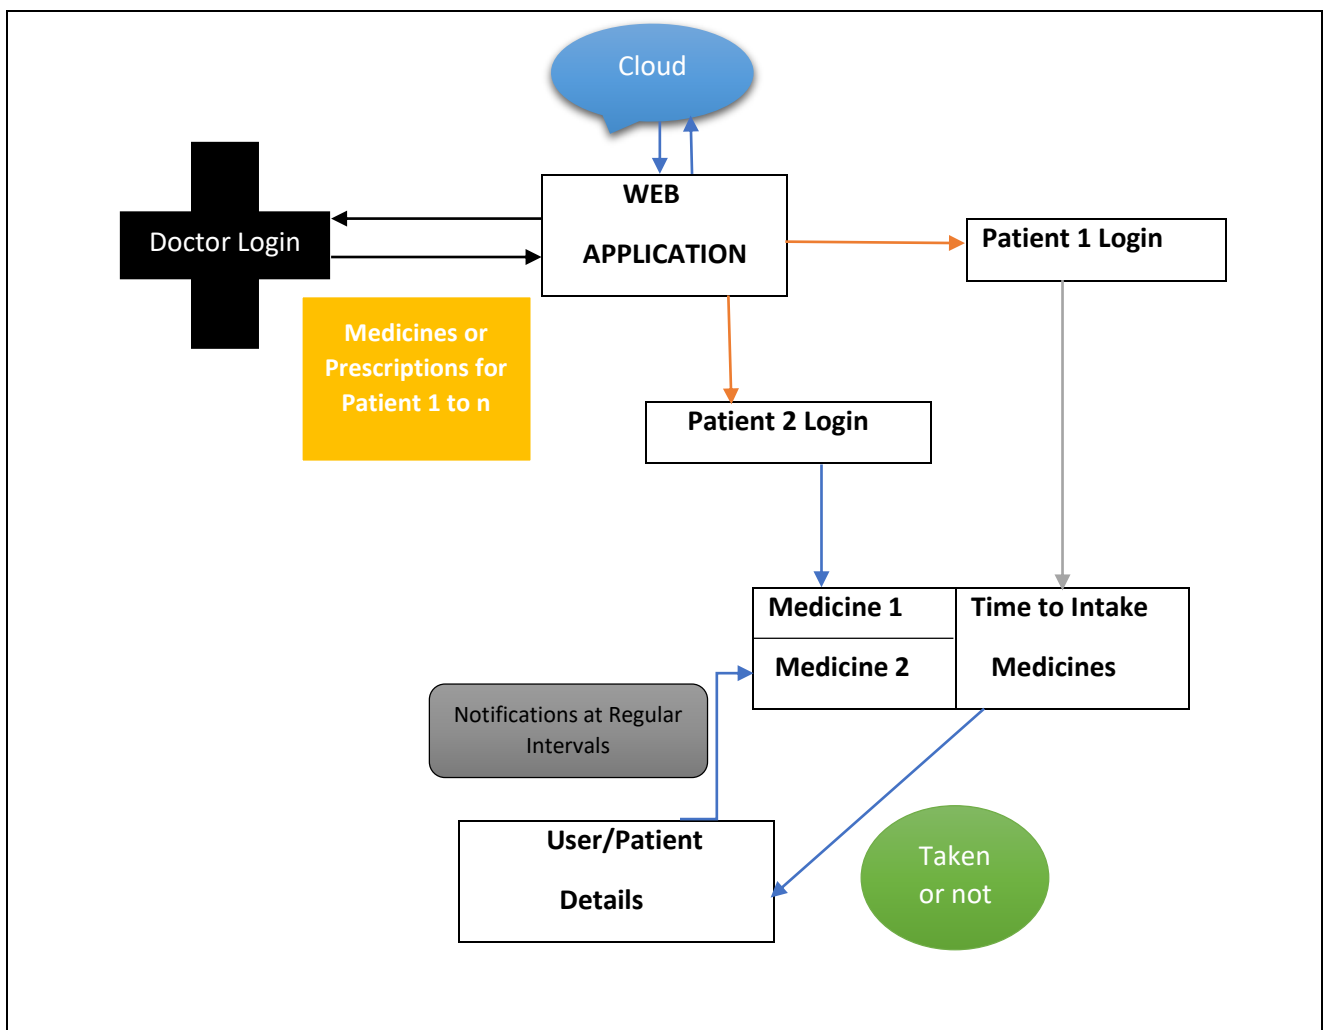 Cloud
WEB
APPLICATION
Doctor Login
Patient 1 Login
Medicines or
Prescriptions for
Patient 1 to n
Patient 2 Login
Medicine 1
Medicine 2
Time to Intake
Medicines
Notifications at Regular
Intervals
User/Patient
Details
Taken
or not